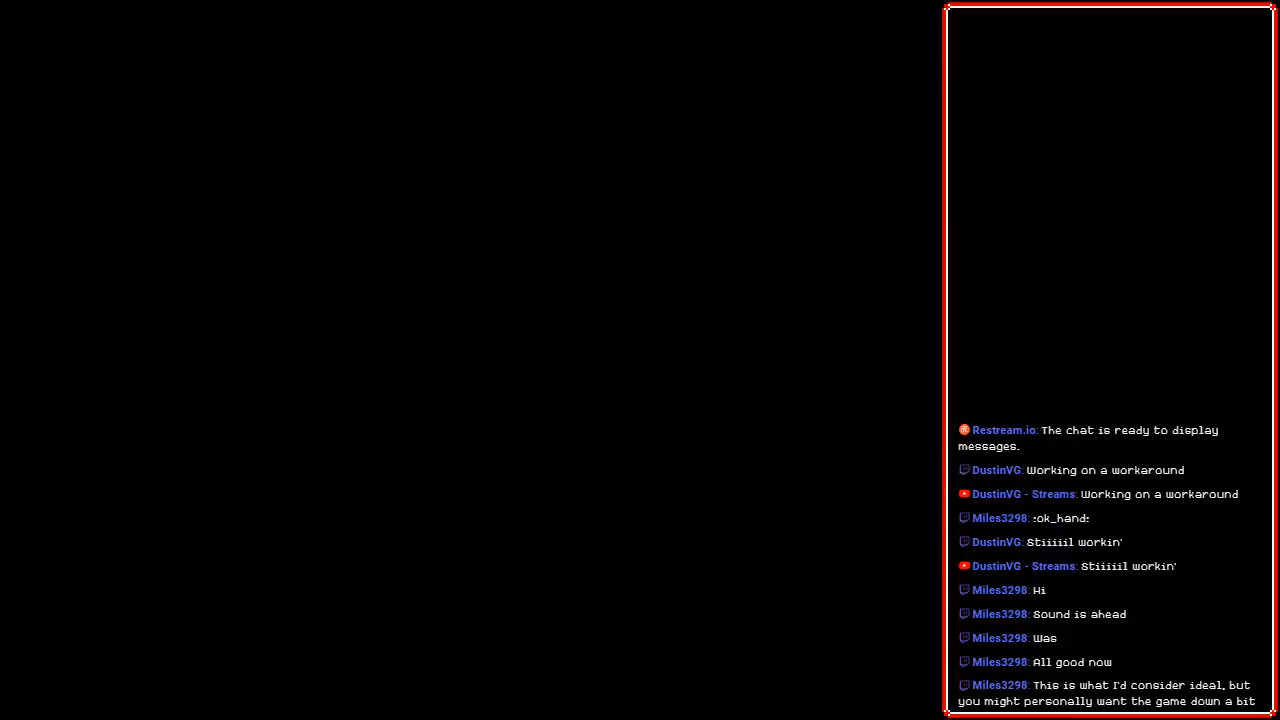 Restream.io: The chat is ready to display
messages.
DustinVG: Working on a workaround
DustinVG - Streams: Working on a workaround
Miles3298: :ok_hand:
DustinVG: Stiiiiil workin'
DustinVG - Streams: Stiiiiil workin'
Miles3298: Hi
Miles3298: Sound is ahead
Miles3298: Was
Miles3298: All good now
Miles3298: This is what I'd consider ideal, but
you might personally want the game down a bit